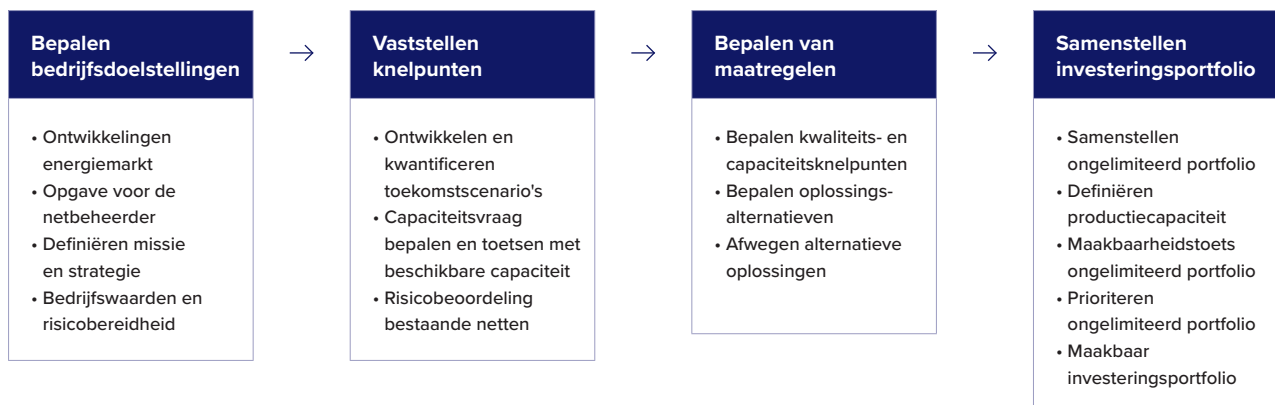 Bepalen
bedrijfsdoelstellingen
• Ontwikkelingen
energiemarkt
• Opgave voor de
netbeheerder
• Definiëren missie
en strategie
• Bedrijfswaarden en
risicobereidheid
→
Vaststellen
knelpunten
• Ontwikkelen en
kwantificeren
toekomstscenario's
• Capaciteitsvraag
bepalen en toetsen met
beschikbare capaciteit
• Risicobeoordeling
bestaande netten
→
Bepalen van
maatregelen
• Bepalen kwaliteits- en
capaciteitsknelpunten
• Bepalen oplossings-
alternatieven
• Afwegen alternatieve
oplossingen
→
Samenstellen
investeringsportfolio
• Samenstellen
ongelimiteerd portfolio
• Definiëren
productiecapaciteit
• Maakbaarheidstoets
ongelimiteerd portfolio
• Prioriteren
ongelimiteerd portfolio
• Maakbaar
investeringsportfolio